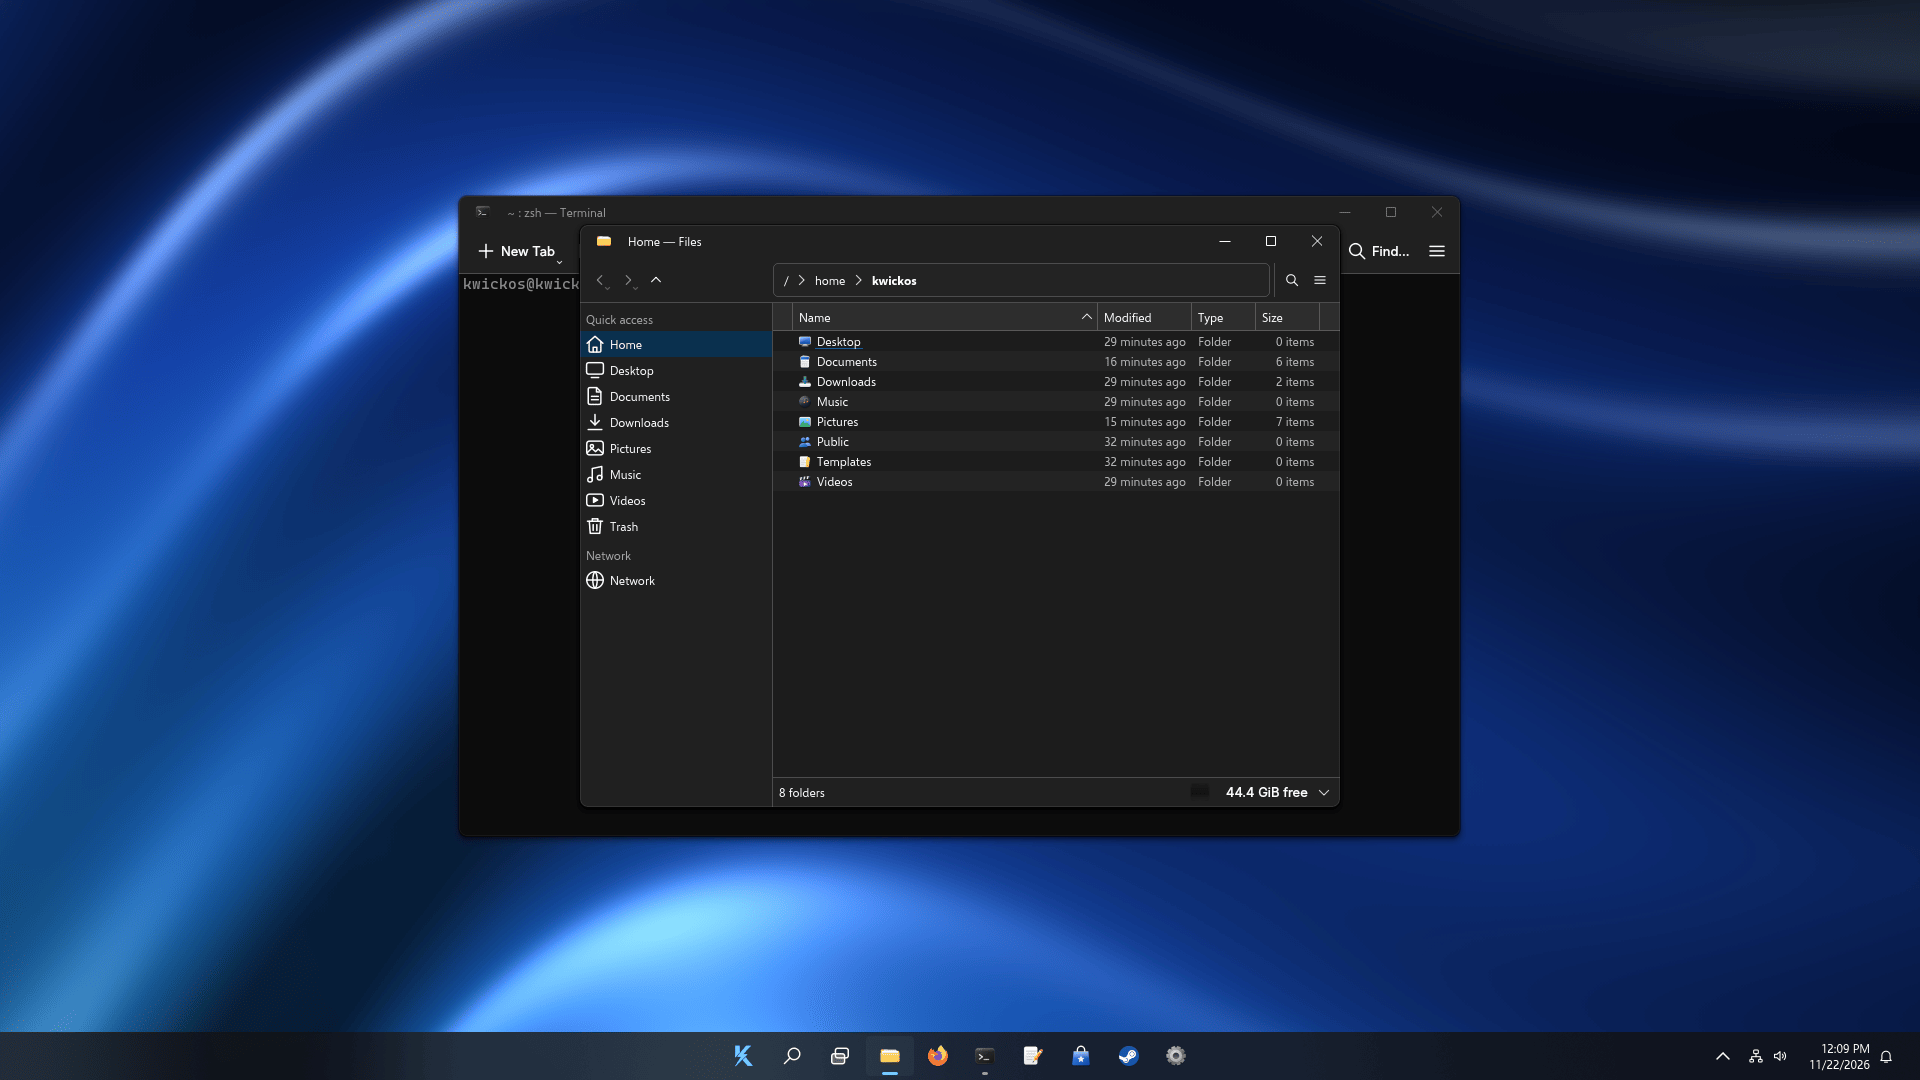 ~ : zsh — Terminal
New Tab
Find...
kwickos@kwick
Home — Files
/ home kwickos
Quick access
Home
Desktop
Documents
Downloads
Pictures
Music
Videos
Trash
Network
Network
Name Modified Type Size
Desktop 29 minutes ago Folder 0 items
Documents 16 minutes ago Folder 6 items
Downloads 29 minutes ago Folder 2 items
Music 29 minutes ago Folder 0 items
Pictures 15 minutes ago Folder 7 items
Public 32 minutes ago Folder 0 items
Templates 32 minutes ago Folder 0 items
Videos 29 minutes ago Folder 0 items
8 folders
44.4 GiB free
12:09 PM
11/22/2026